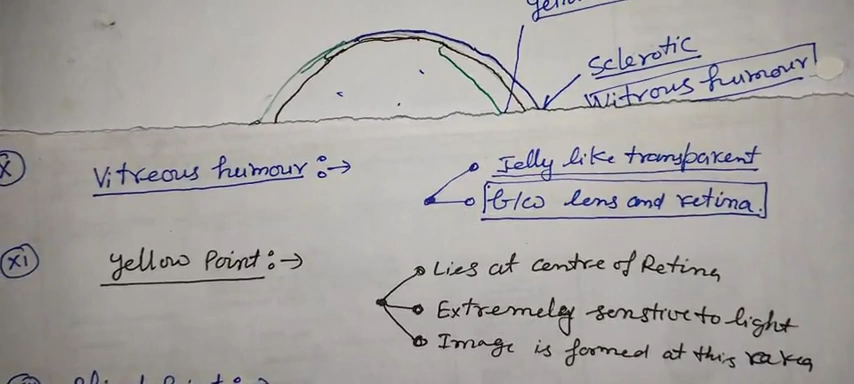 Sclerotic
Witrous humour
x
Vitreous humour :→
Jelly like transparent
b/w lens and retina.
xi
yellow Point :→
Lies at centre of Retina
Extremely senstive to light
Image is formed at this